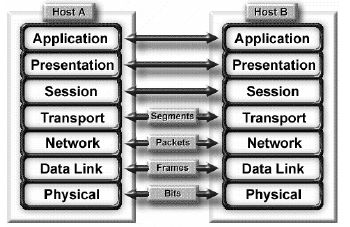 Host A Host B
Application Application
Presentation Presentation
Session Session
Transport Segments Transport
Network Packets Network
Data Link Frames Data Link
Physical Bits Physical